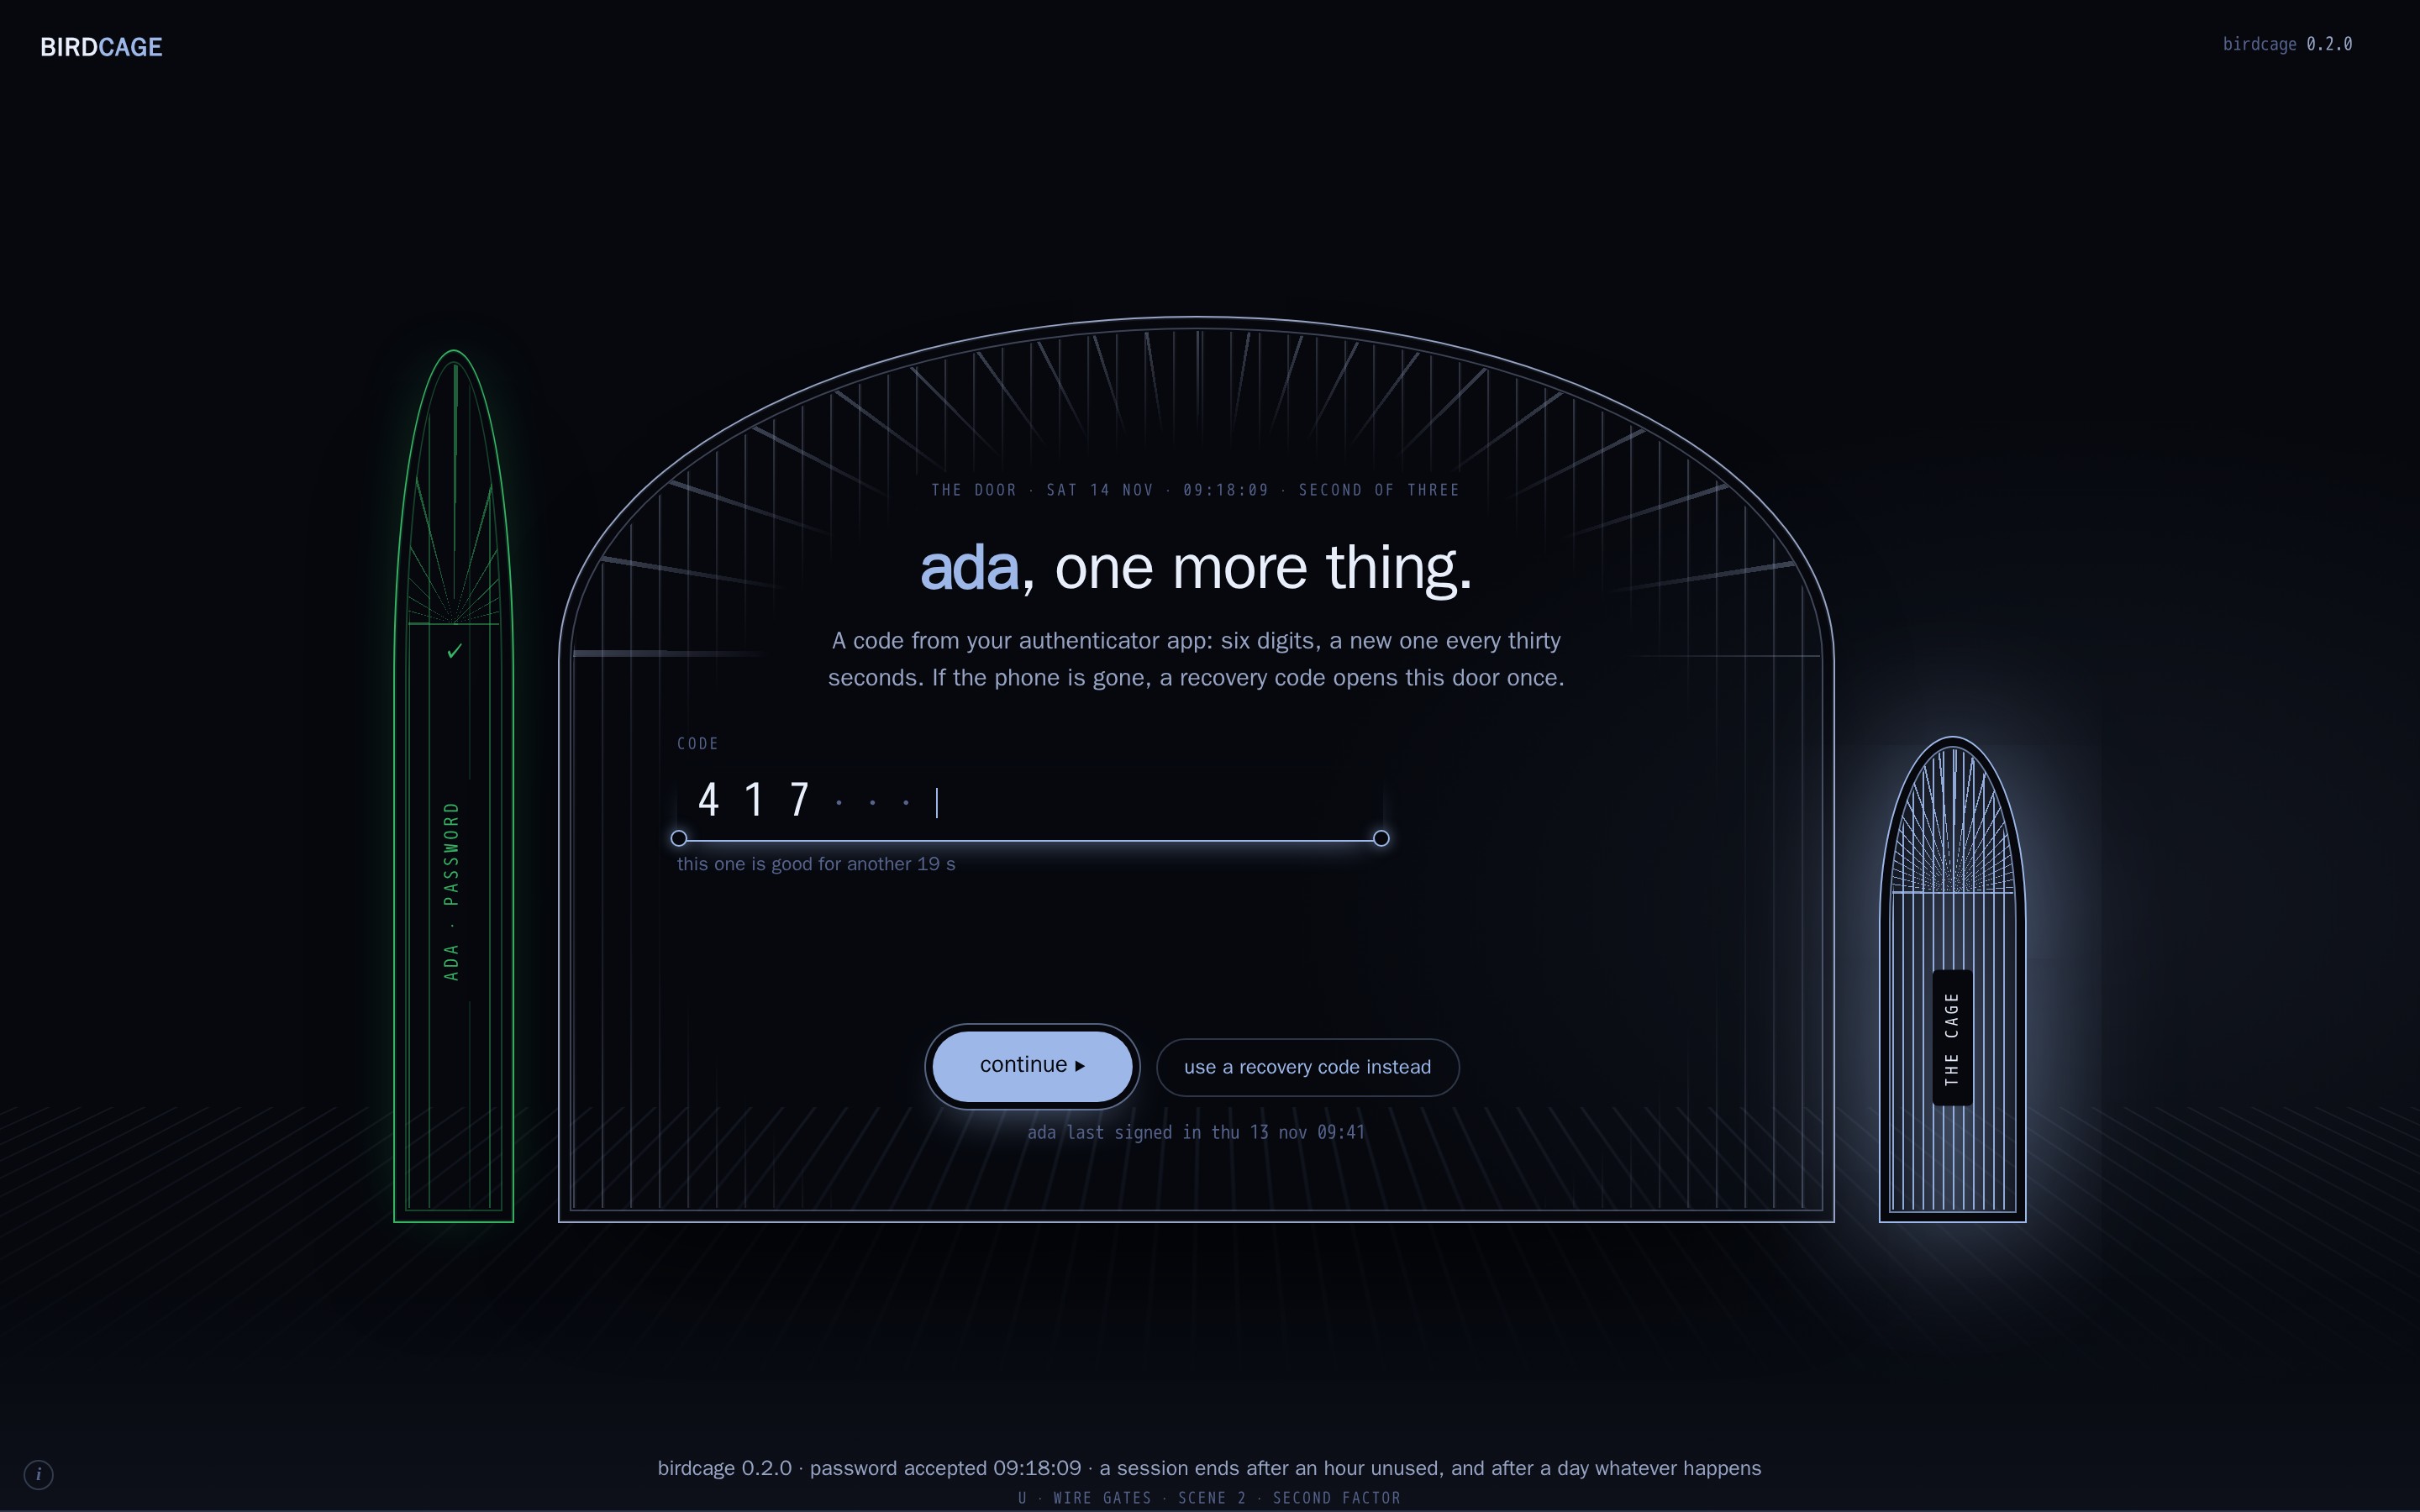 BIRDCAGE
birdcage 0.2.0
THE DOOR · SAT 14 NOV · 09:18:09 · SECOND OF THREE
ada, one more thing.
A code from your authenticator app: six digits, a new one every thirty
seconds. If the phone is gone, a recovery code opens this door once.
✓
ADA · PASSWORD
CODE
4 1 7 · · ·
this one is good for another 19 s
THE CAGE
continue ▸
use a recovery code instead
ada last signed in thu 13 nov 09:41
i
birdcage 0.2.0 · password accepted 09:18:09 · a session ends after an hour unused, and after a day whatever happens
U · WIRE GATES · SCENE 2 · SECOND FACTOR